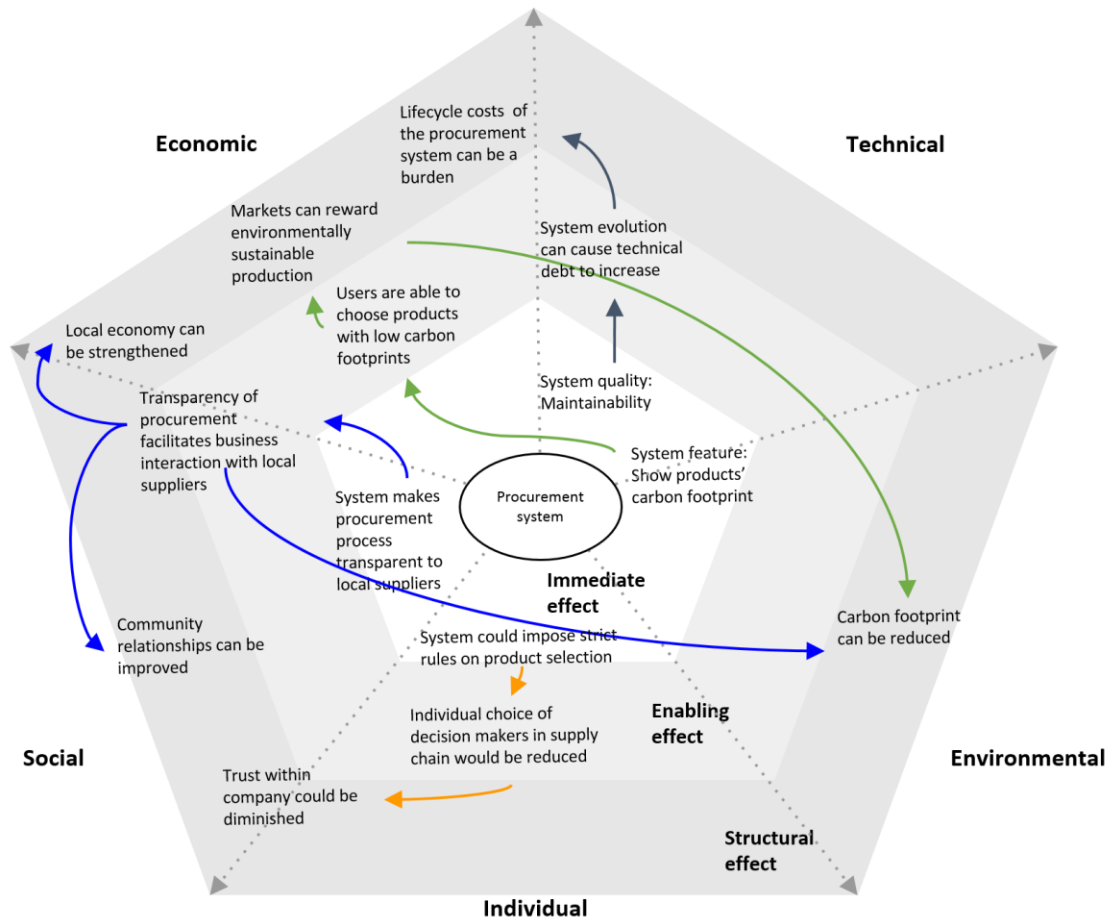 Lifecycle costs of
the procurement
system can be a
burden
Economic
Technical
Markets can reward
environmentally
sustainable
production
System evolution
can cause technical
debt to increase
Users are able to
choose products
with low carbon
footprints
Local economy can
be strengthened
System quality:
Maintainability
Transparency of
procurement
facilitates business
interaction with local
suppliers
System feature:
Show products'
carbon footprint
Procurement
system
System makes
procurement
process
transparent to
local suppliers
Immediate
effect
Carbon footprint
can be reduced
Community
relationships can be
improved
System could impose strict
rules on product selection
Individual choice of
decision makers in supply
chain would be reduced
Enabling
effect
Social
Environmental
Trust within
company could be
diminished
Structural
effect
Individual